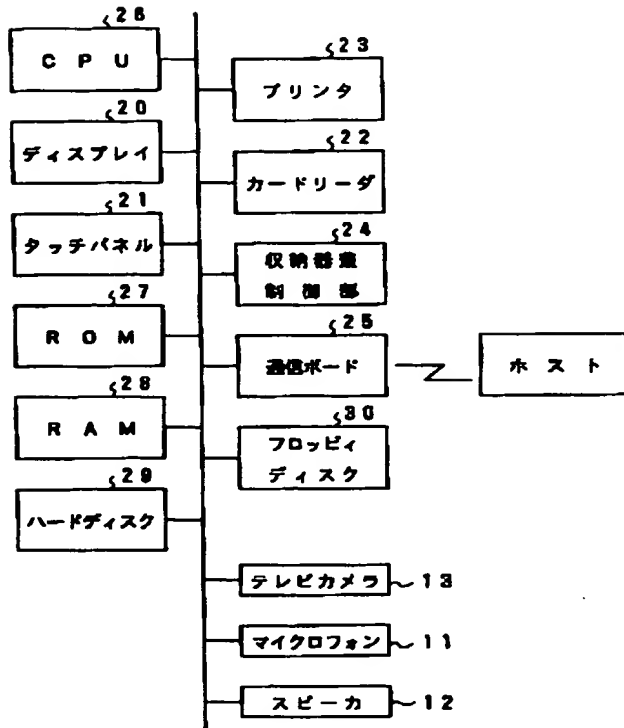 26
CPU
23
プリンタ
20
ディスプレイ
22
カードリーダ
21
タッチパネル
24
収納器蓋
制御部
27
ROM
25
通信ボード
ホスト
28
RAM
30
フロッピィ
ディスク
29
ハードディスク
テレビカメラ 13
マイクロフォン 11
スピーカ 12